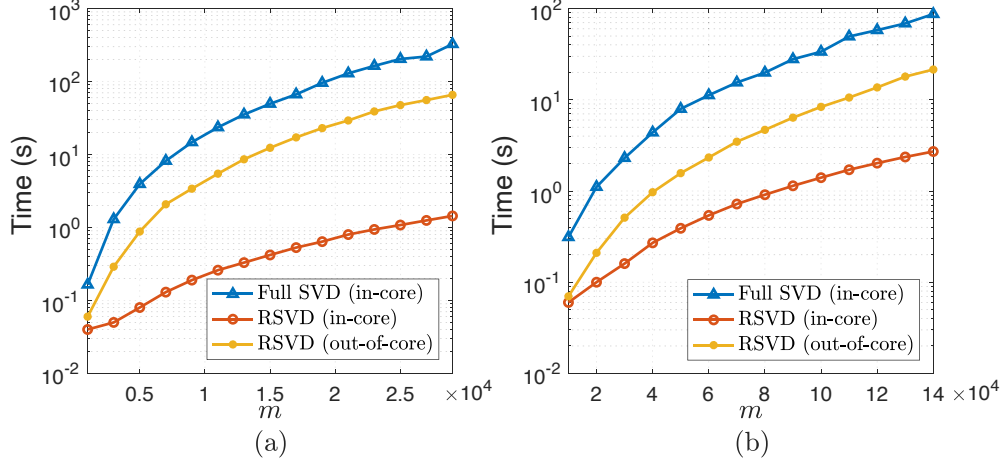 10^3
10^2
10^1
10^0
10^-1
10^-2
Time (s)
Full SVD (in-core)
RSVD (in-core)
RSVD (out-of-core)
0.5 1 1.5 2 2.5
×10^4
m
(a)
10^2
10^1
10^0
10^-1
10^-2
Time (s)
Full SVD (in-core)
RSVD (in-core)
RSVD (out-of-core)
2 4 6 8 10 12 14
×10^4
m
(b)